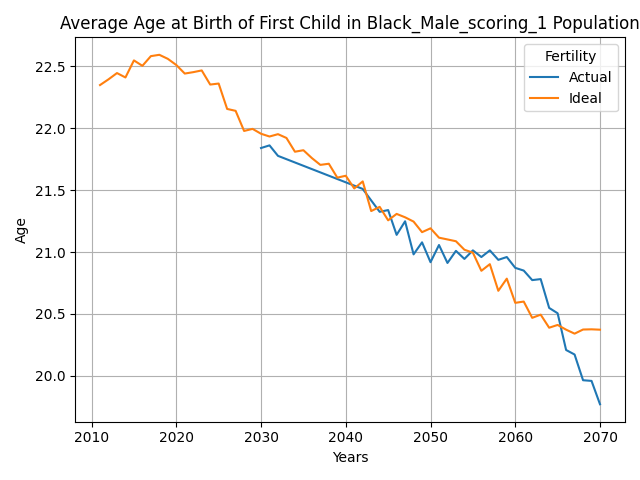 Average Age at Birth of First Child in Black_Male_scoring_1 Population
Fertility
Actual
Ideal
Age
22.5
22.0
21.5
21.0
20.5
20.0
2010 2020 2030 2040 2050 2060 2070
Years